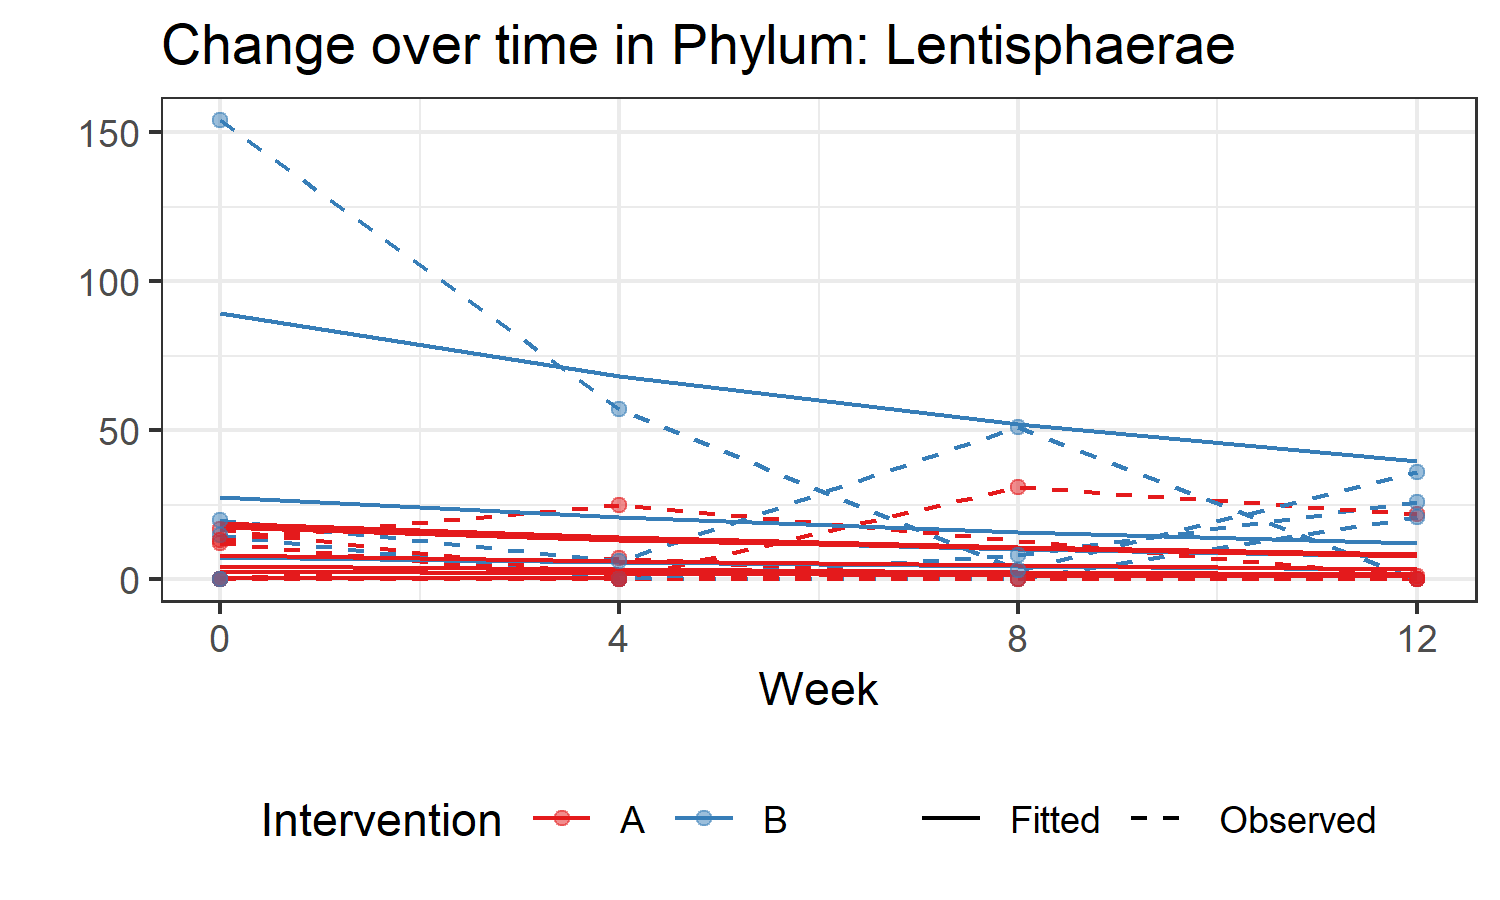 Change over time in Phylum: Lentisphaerae
150
100
50
0
0 4 8 12
Week
Intervention A B Fitted Observed